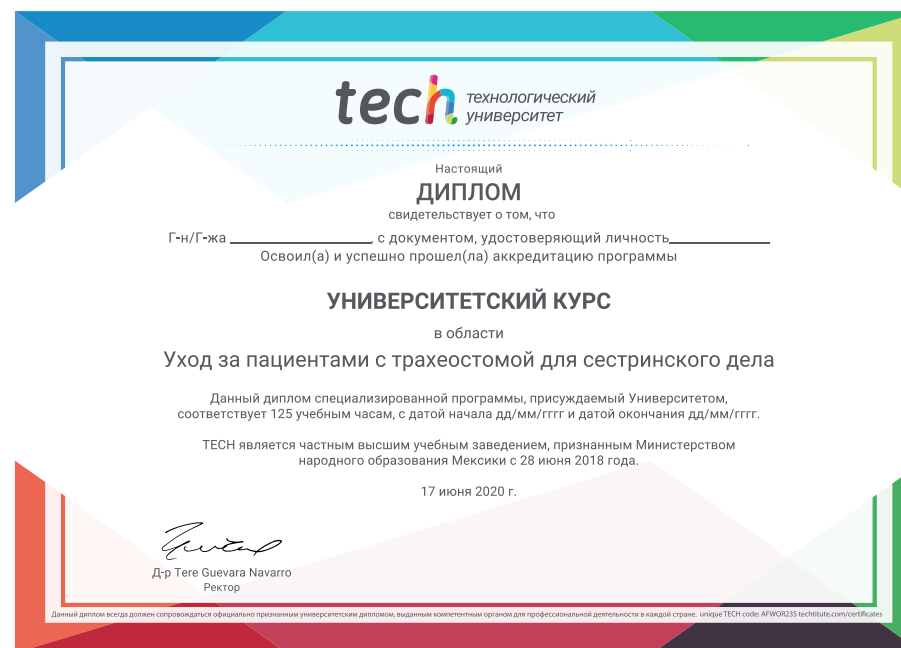 tech технологический
университет
Настоящий
ДИПЛОМ
свидетельствует о том, что
Г-н/Г-жа ____________________, с документом, удостоверяющий личность______________
Освоил(а) и успешно прошел(ла) аккредитацию программы
УНИВЕРСИТЕТСКИЙ КУРС
в области
Уход за пациентами с трахеостомой для сестринского дела
Данный диплом специализированной программы, присуждаемый Университетом,
соответствует 125 учебным часам, с датой начала дд/мм/гггг и датой окончания дд/мм/гггг.
TECH является частным высшим учебным заведением, признанным Министерством
народного образования Мексики с 28 июня 2018 года.
17 июня 2020 г.
Д-р Tere Guevara Navarro
Ректор
Данный диплом всегда должен сопровождаться официально признанным университетским дипломом, выданным компетентным органом для профессиональной деятельности в каждой стране. unique TECH code: AFWOR23S techtitute.com/certificates